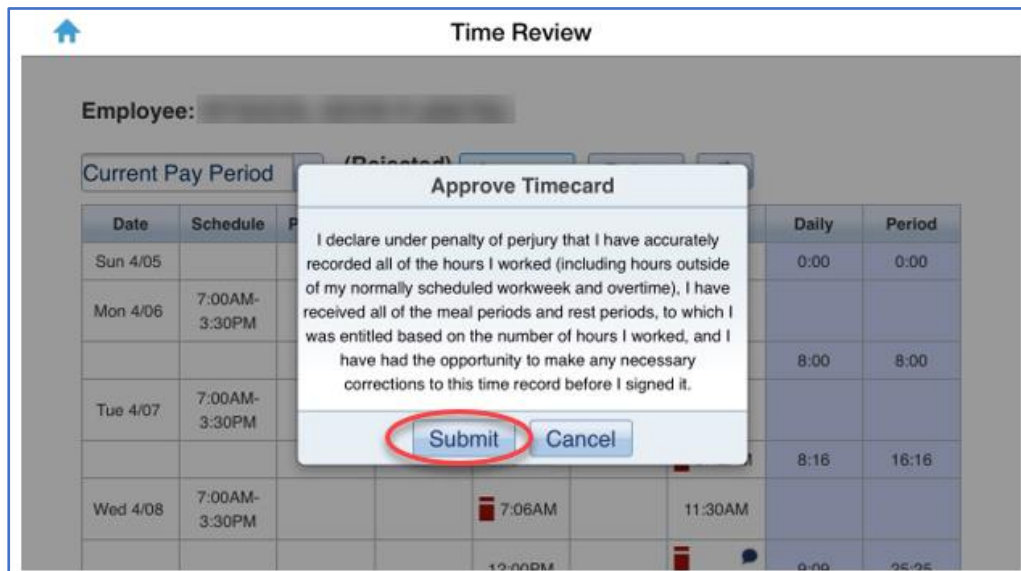 Time Review
Employee:
Current Pay Period
Approve Timecard
I declare under penalty of perjury that I have accurately
recorded all of the hours I worked (including hours outside
of my normally scheduled workweek and overtime), I have
received all of the meal periods and rest periods, to which I
was entitled based on the number of hours I worked, and I
have had the opportunity to make any necessary
corrections to this time record before I signed it.
Submit Cancel
Date Schedule Daily Period
Sun 4/05 0:00 0:00
Mon 4/06 7:00AM-
3:30PM
8:00 8:00
Tue 4/07 7:00AM-
3:30PM
8:16 16:16
Wed 4/08 7:00AM- 7:06AM 11:30AM
3:30PM
12:00PM 9:09 25:25